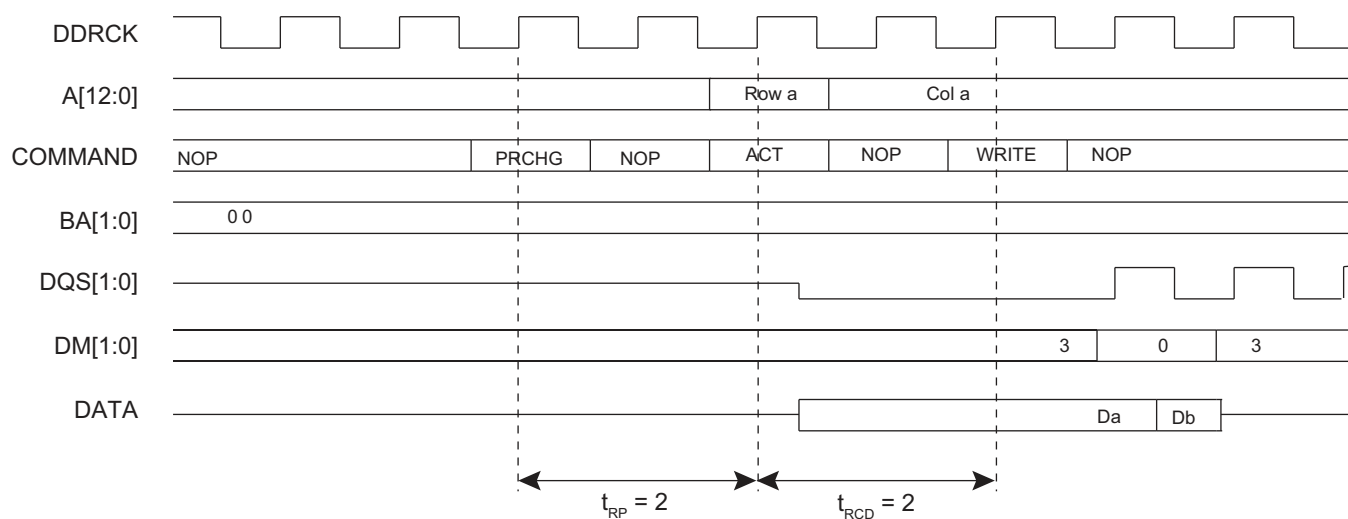 DDRCK
A[12:0] Row a Col a
COMMAND NOP PRCHG NOP ACT NOP WRITE NOP
BA[1:0] 0 0
DQS[1:0]
DM[1:0] 3 0 3
DATA Da Db
tRP = 2 tRCD = 2